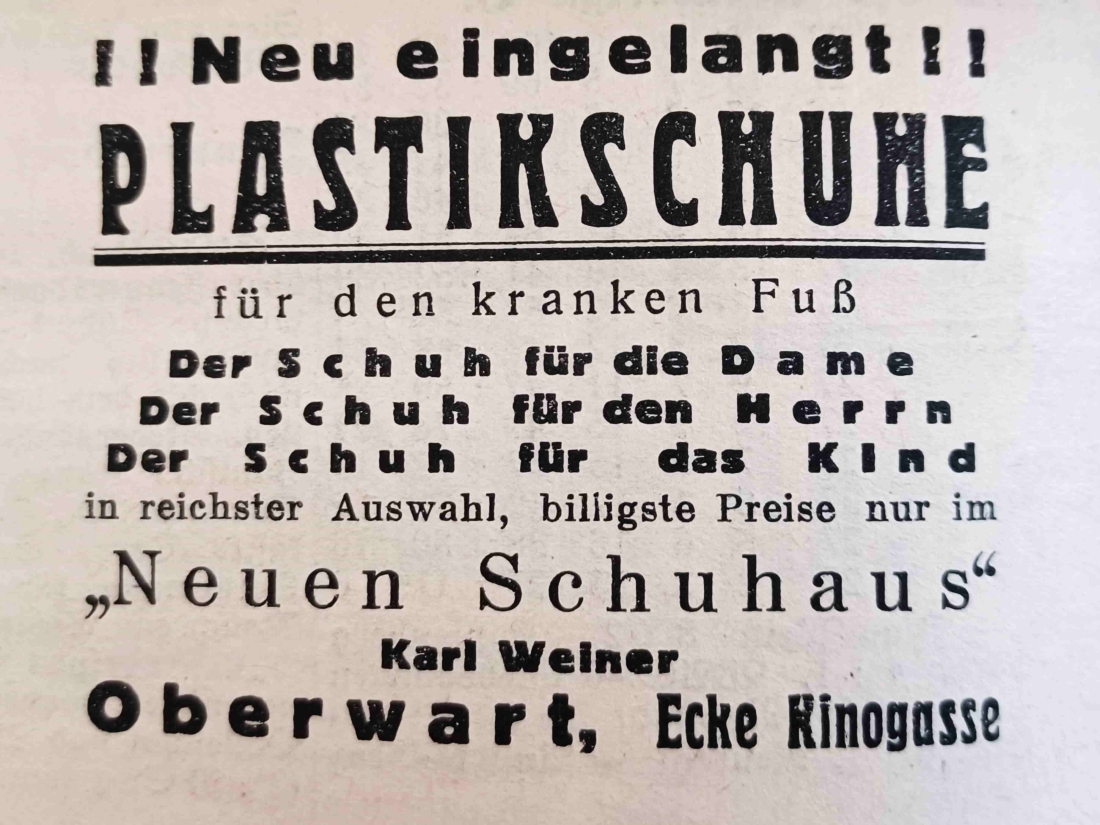 !! Neu eingelangt !!
PLASTIKSCHUHE
für den kranken Fuß
Der Schuh für die Dame
Der Schuh für den Herrn
Der Schuh für das Kind
in reichster Auswahl, billigste Preise nur im
„Neuen Schuhaus“
Karl Weiner
Oberwart, Ecke Kinogasse